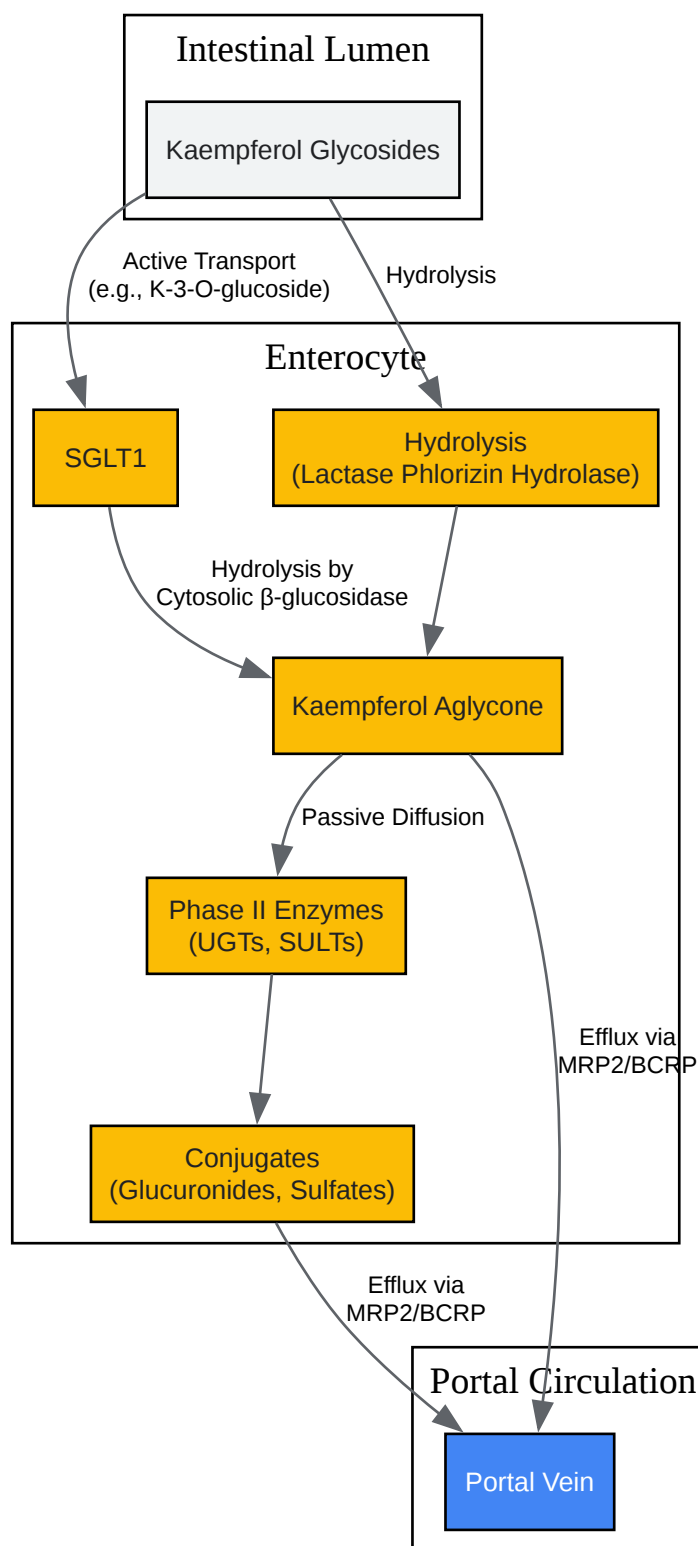 Intestinal Lumen
Kaempferol Glycosides
Active Transport
(e.g., K-3-O-glucoside)
Hydrolysis
Enterocyte
SGLT1
Hydrolysis
(Lactase Phlorizin Hydrolase)
Hydrolysis by
Cytosolic β-glucosidase
Kaempferol Aglycone
Passive Diffusion
Phase II Enzymes
(UGTs, SULTs)
Efflux via
MRP2/BCRP
Conjugates
(Glucuronides, Sulfates)
Efflux via
MRP2/BCRP
Portal Circulation
Portal Vein